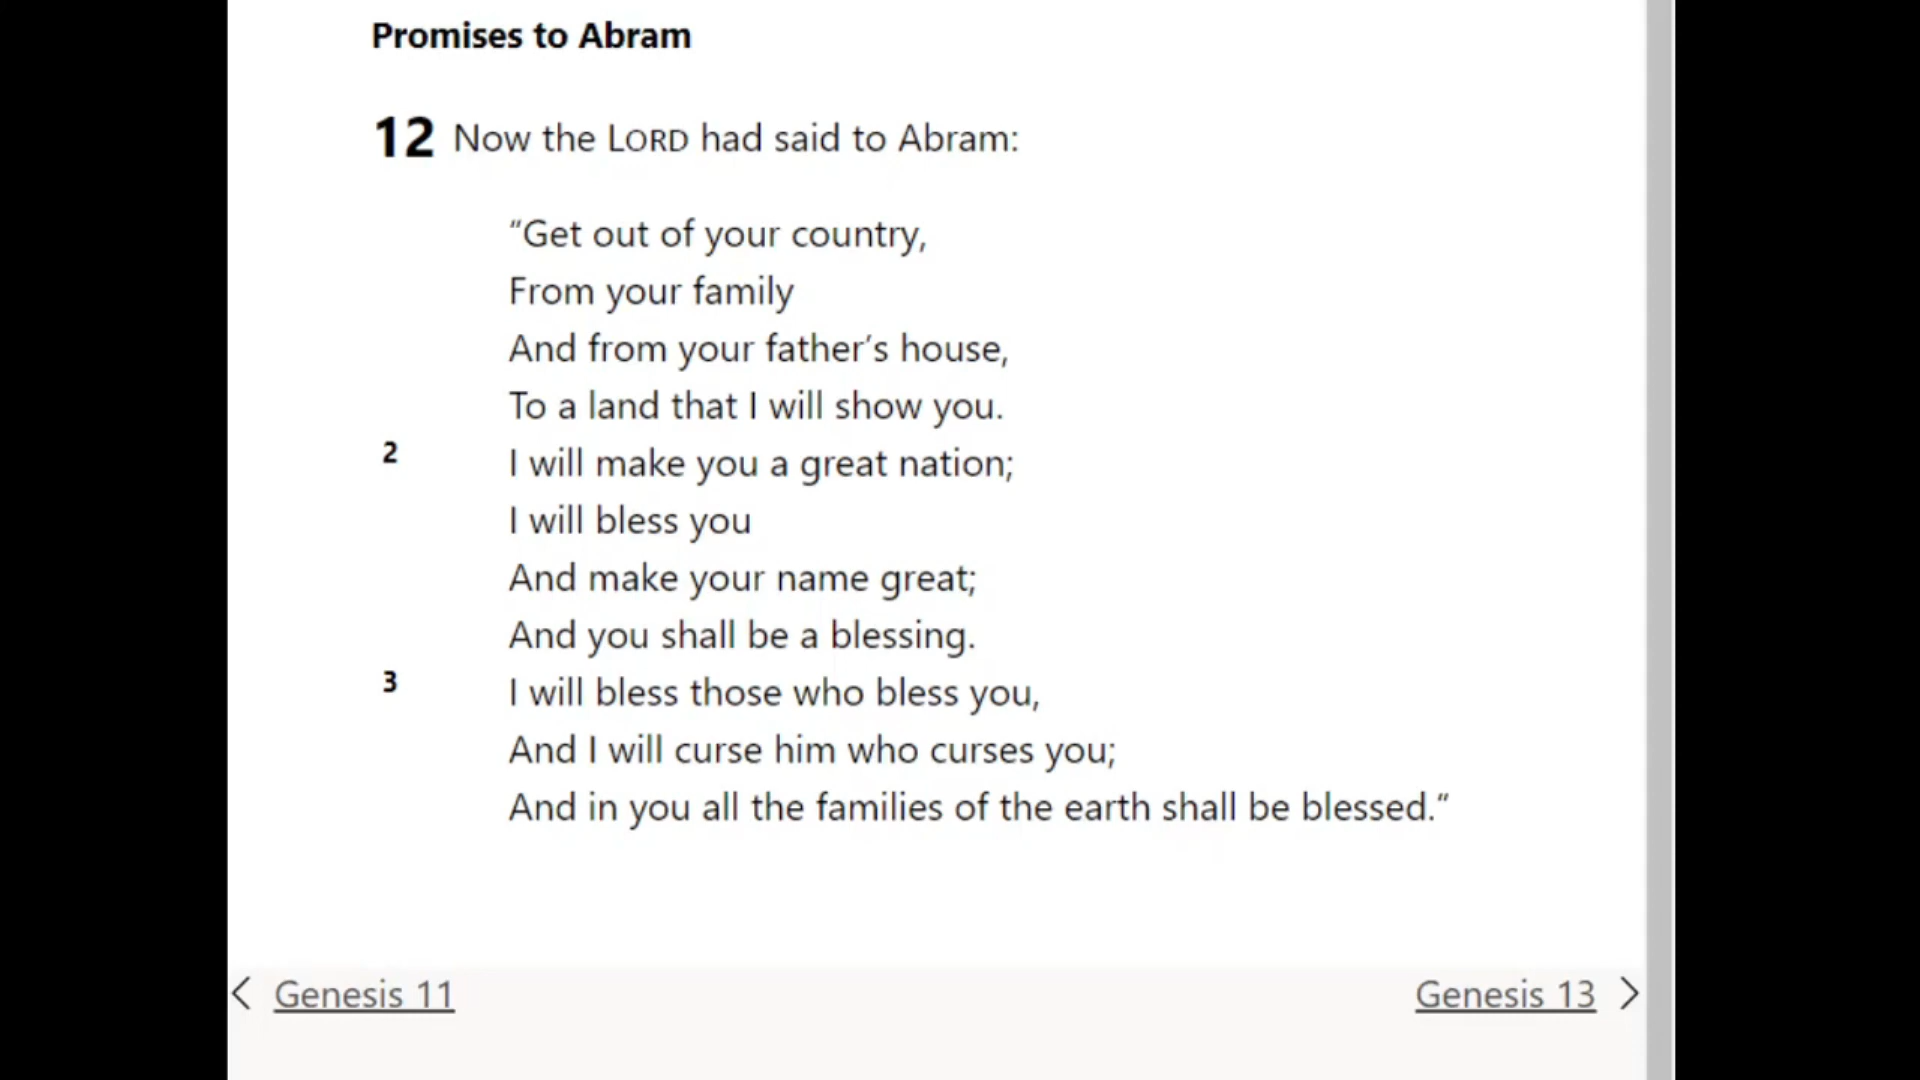 Promises to Abram
12 Now the LORD had said to Abram:
“Get out of your country,
From your family
And from your father’s house,
To a land that I will show you.
2 I will make you a great nation;
I will bless you
And make your name great;
And you shall be a blessing.
3 I will bless those who bless you,
And I will curse him who curses you;
And in you all the families of the earth shall be blessed.”
< Genesis 11
Genesis 13 >